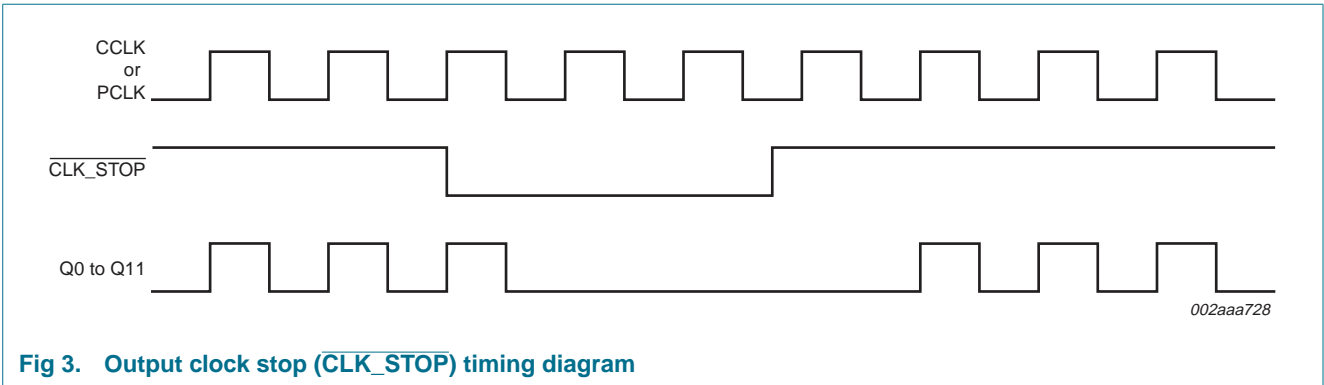 CCLK
or
PCLK
CLK_STOP
Q0 to Q11
002aaa728
Fig 3. Output clock stop (CLK_STOP) timing diagram